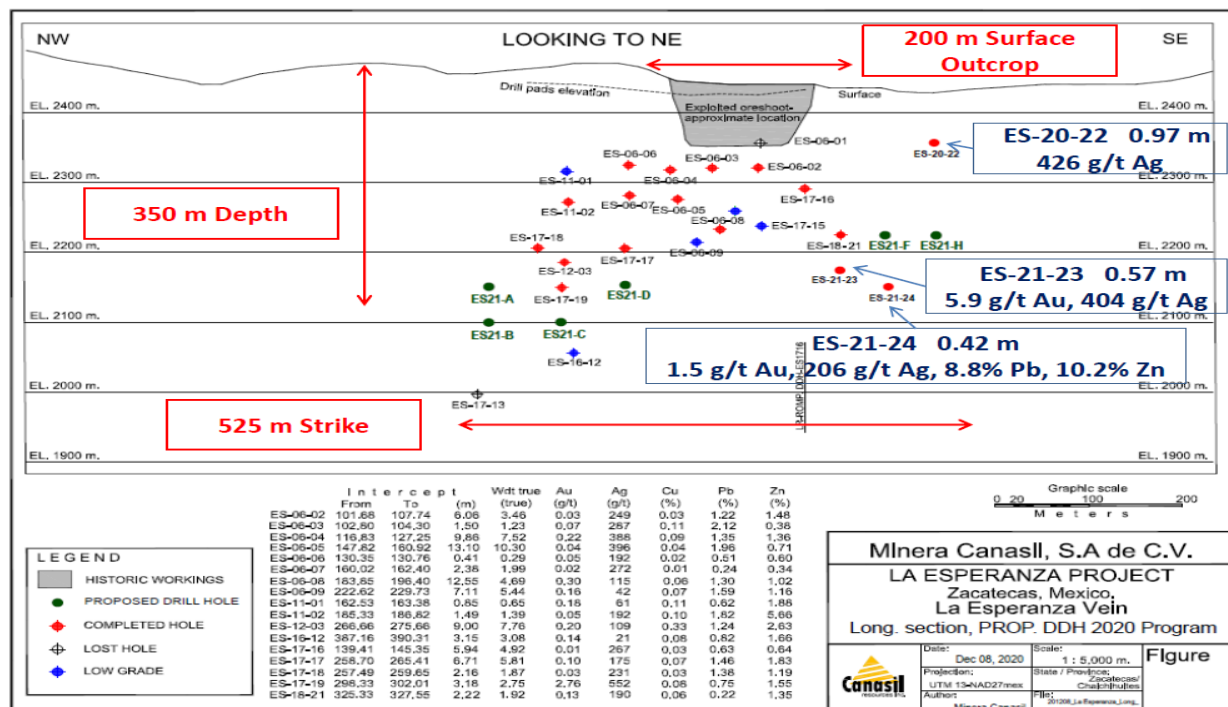 NW
LOOKING TO NE
200 m Surface
Outcrop
SE
Drill pads elevation
Surface
EL. 2400 m.
Exploited oreshoot-
approximate location
ES-06-01
ES-20-22 0.97 m
426 g/t Ag
ES-20-22
ES-06-06
ES-06-03
ES-06-02
ES-11-01
ES-06-04
EL. 2300 m.
350 m Depth
ES-11-02
ES-06-07
ES-06-05
ES-17-16
ES-06-08
ES-17-15
ES-17-18
ES-06-09
ES-18-21
ES21-F
ES21-H
EL. 2200 m.
ES-12-03
ES-17-17
ES-21-23
ES-21-23 0.57 m
5.9 g/t Au, 404 g/t Ag
ES21-A
ES-17-19
ES21-D
ES-21-24
EL. 2100 m.
ES21-B
ES21-C
ES-21-24 0.42 m
1.5 g/t Au, 206 g/t Ag, 8.8% Pb, 10.2% Zn
ES-16-12
EL. 2000 m.
ES-17-13
525 m Strike
EL. 1900 m.
EL. 1900 m.
Intercept Wdt true Au Ag Cu Pb Zn
From To (m) (true) (g/t) (g/t) (%) (%) (%)
ES-06-02 101.68 107.74 6.06 3.46 0.03 249 0.03 1.22 1.48
ES-06-03 102,80 104,30 1,50 1,23 0,07 287 0,11 2,12 0,38
ES-06-04 116,83 127,25 9,86 7,52 0,22 388 0,09 1,35 1,36
ES-06-05 147.82 160.92 13.10 10.30 0.04 396 0.04 1.96 0.71
ES-06-06 130.35 130.76 0.41 0.29 0.05 192 0.02 0.51 0.60
ES-06-07 160,02 162,40 2,38 1,99 0,02 272 0,01 0,24 0,34
ES-06-08 183,85 196,40 12,55 4,69 0,30 115 0,06 1,30 1,02
ES-06-09 222.62 229.73 7.11 5.44 0.16 42 0.07 1.59 1.16
ES-11-01 162.53 163.38 0.85 0.65 0.18 61 0.11 0.62 1.88
ES-11-02 185,33 186,82 1,49 1,39 0,05 192 0,10 1,82 5,66
ES-12-03 266,66 275,66 9,00 7,76 0,20 109 0,33 1,24 2,63
ES-16-12 387.16 390.31 3.15 3.08 0.14 21 0.08 0.82 1.66
ES-17-16 139.41 145.35 5.94 4.92 0.01 267 0.03 0.63 0.64
ES-17-17 258,70 265,41 6,71 5,81 0,10 175 0,07 1,46 1,83
ES-17-18 257.49 259.65 2.16 1.87 0.03 231 0.03 1.38 1.19
ES-17-19 298.33 302.01 3.18 2.75 2.76 552 0.08 0.75 1.55
ES-18-21 325.33 327,55 2,22 1.92 0,13 190 0,06 0,22 1,35
LEGEND
HISTORIC WORKINGS
PROPOSED DRILL HOLE
COMPLETED HOLE
LOST HOLE
LOW GRADE
Graphic scale
0 20 100 200
Meters
MInera CanasIl, S.A de C.V.
LA ESPERANZA PROJECT
Zacatecas, Mexico,
La Esperanza Vein
Long. section, PROP. DDH 2020 Program
Canasil
resources inc.
Date:
Dec 08, 2020
Scale:
1 : 5,000 m.
FIgure
Projection:
UTM 13-NAD27mex
State / Province:
Zacatecas/
Chalchihuites
Author:
Minera Canasil
File:
201208_La Esperanza_Long_